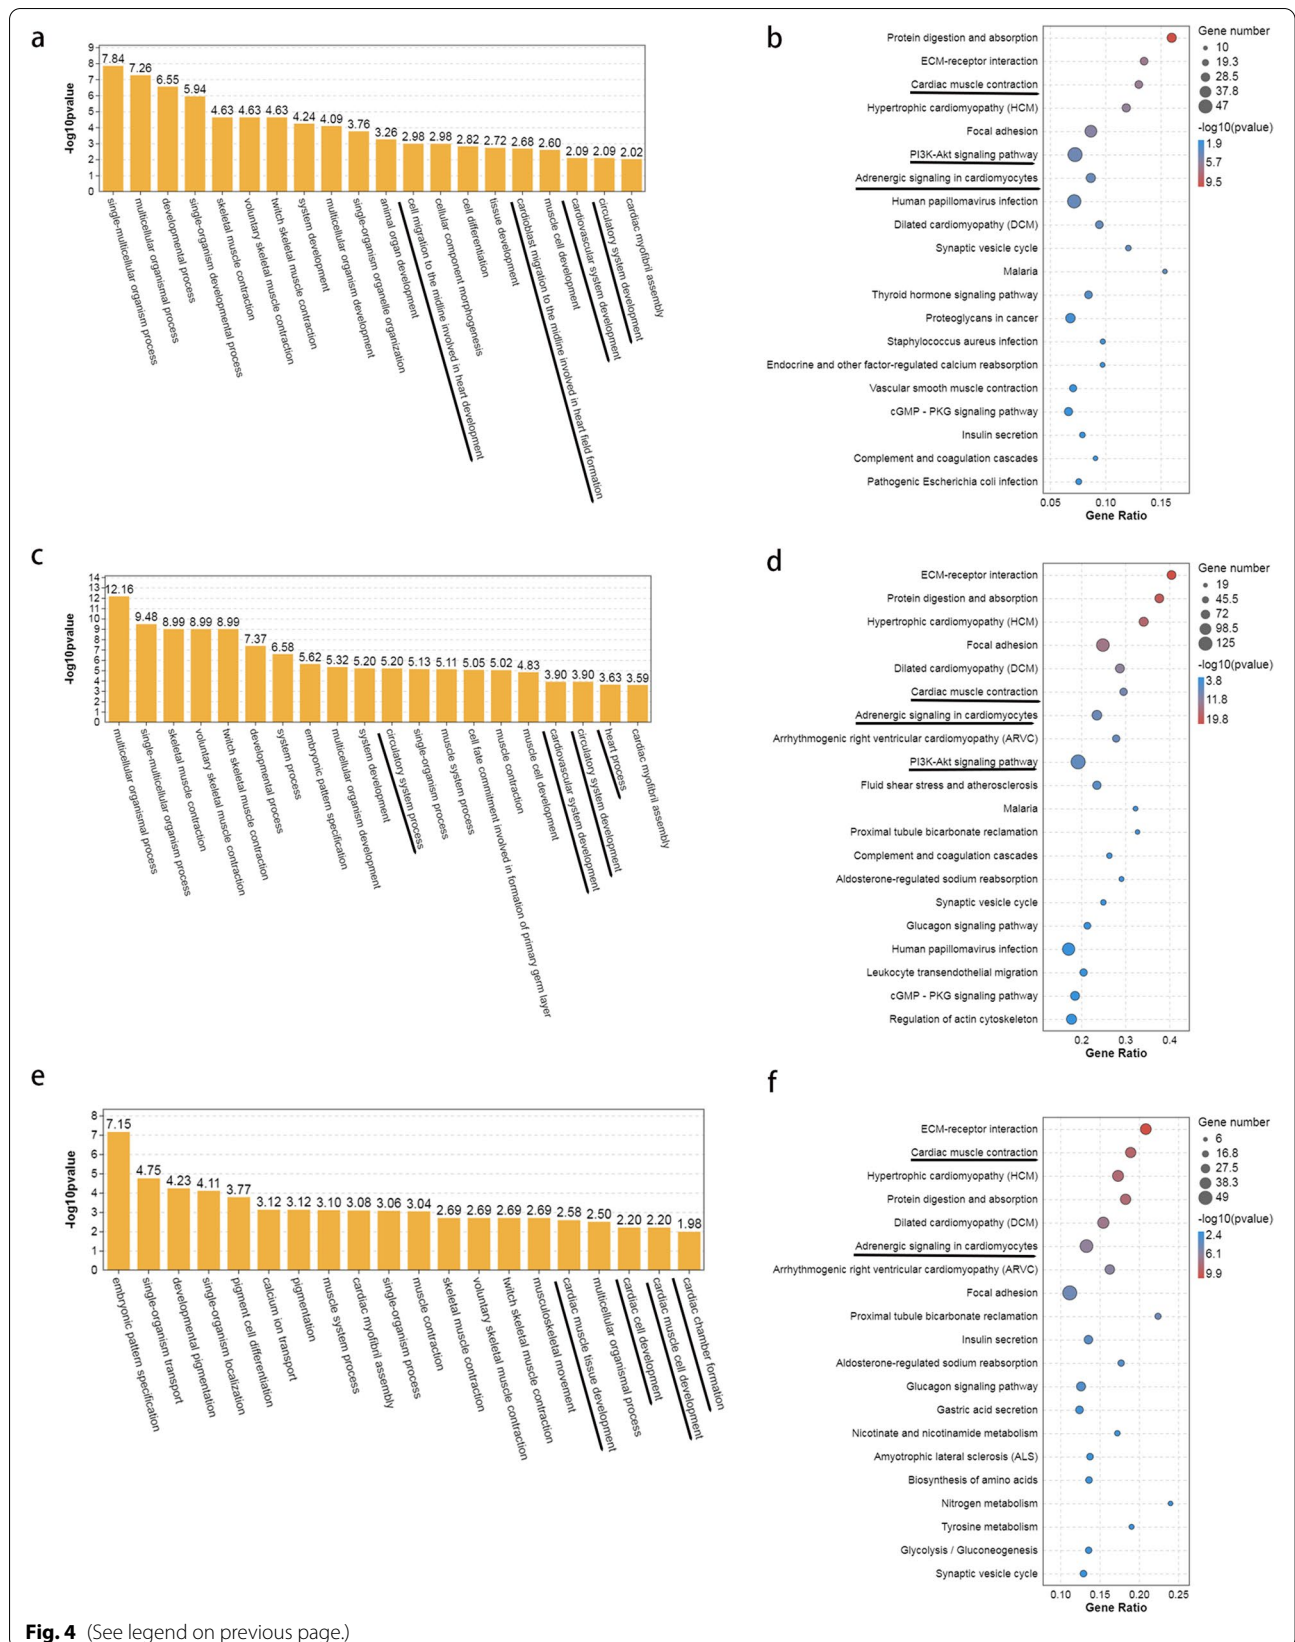 a
-log10pvalue
9
8
7
6
5
4
3
2
1
0
7.84
7.26
6.55
5.94
4.63
4.63
4.63
4.24
4.09
3.76
3.26
2.98
2.98
2.82
2.72
2.68
2.60
2.09
2.09
2.02
single-multicellular organism process
multicellular organismal process
developmental process
single-organism developmental process
skeletal muscle contraction
voluntary skeletal muscle contraction
twitch skeletal muscle contraction
system development
multicellular organism development
single-organism organelle organization
animal organ development
cell migration to the midline involved in heart development
cellular component morphogenesis
cell differentiation
tissue development
cardioblast migration to the midline involved in heart field formation
muscle cell development
cardiovascular system development
circulatory system development
cardiac myofibril assembly
b
Protein digestion and absorption
ECM-receptor interaction
Cardiac muscle contraction
Hypertrophic cardiomyopathy (HCM)
Focal adhesion
PI3K-Akt signaling pathway
Adrenergic signaling in cardiomyocytes
Human papillomavirus infection
Dilated cardiomyopathy (DCM)
Synaptic vesicle cycle
Malaria
Thyroid hormone signaling pathway
Proteoglycans in cancer
Staphylococcus aureus infection
Endocrine and other factor-regulated calcium reabsorption
Vascular smooth muscle contraction
cGMP - PKG signaling pathway
Insulin secretion
Complement and coagulation cascades
Pathogenic Escherichia coli infection
0.05 0.10 0.15
Gene Ratio
Gene number
10
19.3
28.5
37.8
47
-log10(pvalue)
1.9
5.7
9.5
c
-log10pvalue
14
13
12
11
10
9
8
7
6
5
4
3
2
1
0
12.16
9.48
8.99
8.99
8.99
7.37
6.58
5.62
5.32
5.20
5.20
5.13
5.11
5.05
5.02
4.83
3.90
3.90
3.63
3.59
multicellular organismal process
single-multicellular organism process
skeletal muscle contraction
voluntary skeletal muscle contraction
twitch skeletal muscle contraction
developmental process
system process
embryonic pattern specification
multicellular organism development
system development
circulatory system process
single-organism process
muscle system process
cell fate commitment involved in formation of primary germ layer
muscle contraction
muscle cell development
cardiovascular system development
circulatory system development
heart process
cardiac myofibril assembly
d
ECM-receptor interaction
Protein digestion and absorption
Hypertrophic cardiomyopathy (HCM)
Focal adhesion
Dilated cardiomyopathy (DCM)
Cardiac muscle contraction
Adrenergic signaling in cardiomyocytes
Arrhythmogenic right ventricular cardiomyopathy (ARVC)
PI3K-Akt signaling pathway
Fluid shear stress and atherosclerosis
Malaria
Proximal tubule bicarbonate reclamation
Complement and coagulation cascades
Aldosterone-regulated sodium reabsorption
Synaptic vesicle cycle
Glucagon signaling pathway
Human papillomavirus infection
Leukocyte transendothelial migration
cGMP - PKG signaling pathway
Regulation of actin cytoskeleton
0.2 0.3 0.4
Gene Ratio
Gene number
19
45.5
72
98.5
125
-log10(pvalue)
3.8
11.8
19.8
e
-log10pvalue
8
7
6
5
4
3
2
1
0
7.15
4.75
4.23
4.11
3.77
3.12
3.12
3.10
3.08
3.06
3.04
2.69
2.69
2.69
2.69
2.58
2.50
2.20
2.20
1.98
embryonic pattern specification
single-organism transport
developmental pigmentation
single-organism localization
pigment cell differentiation
calcium ion transport
pigmentation
muscle system process
cardiac myofibril assembly
single-organism process
muscle contraction
skeletal muscle contraction
voluntary skeletal muscle contraction
twitch skeletal muscle contraction
musculoskeletal movement
cardiac muscle tissue development
multicellular organismal process
cardiac cell development
cardiac muscle cell development
cardiac chamber formation
f
ECM-receptor interaction
Cardiac muscle contraction
Hypertrophic cardiomyopathy (HCM)
Protein digestion and absorption
Dilated cardiomyopathy (DCM)
Adrenergic signaling in cardiomyocytes
Arrhythmogenic right ventricular cardiomyopathy (ARVC)
Focal adhesion
Proximal tubule bicarbonate reclamation
Insulin secretion
Aldosterone-regulated sodium reabsorption
Glucagon signaling pathway
Gastric acid secretion
Nicotinate and nicotinamide metabolism
Amyotrophic lateral sclerosis (ALS)
Biosynthesis of amino acids
Nitrogen metabolism
Tyrosine metabolism
Glycolysis / Gluconeogenesis
Synaptic vesicle cycle
0.10 0.15 0.20 0.25
Gene Ratio
Gene number
6
16.8
27.5
38.3
49
-log10(pvalue)
2.4
6.1
9.9
Fig. 4 (See legend on previous page.)